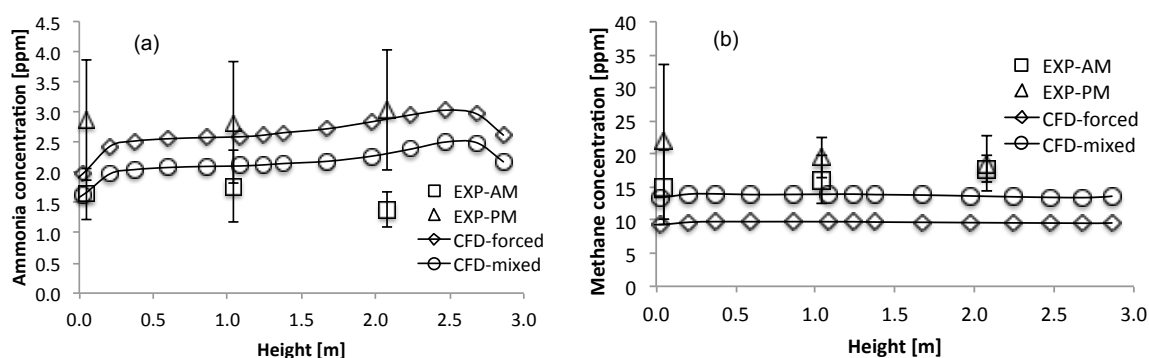 (a)
Ammonia concentration [ppm]
4.5
4.0
3.5
3.0
2.5
2.0
1.5
1.0
0.5
0.0
0.0 0.5 1.0 1.5 2.0 2.5 3.0
Height [m]
EXP-AM
EXP-PM
CFD-forced
CFD-mixed
(b)
Methane concentration [ppm]
40
35
30
25
20
15
10
5
0
0.0 0.5 1.0 1.5 2.0 2.5 3.0
Height [m]
EXP-AM
EXP-PM
CFD-forced
CFD-mixed